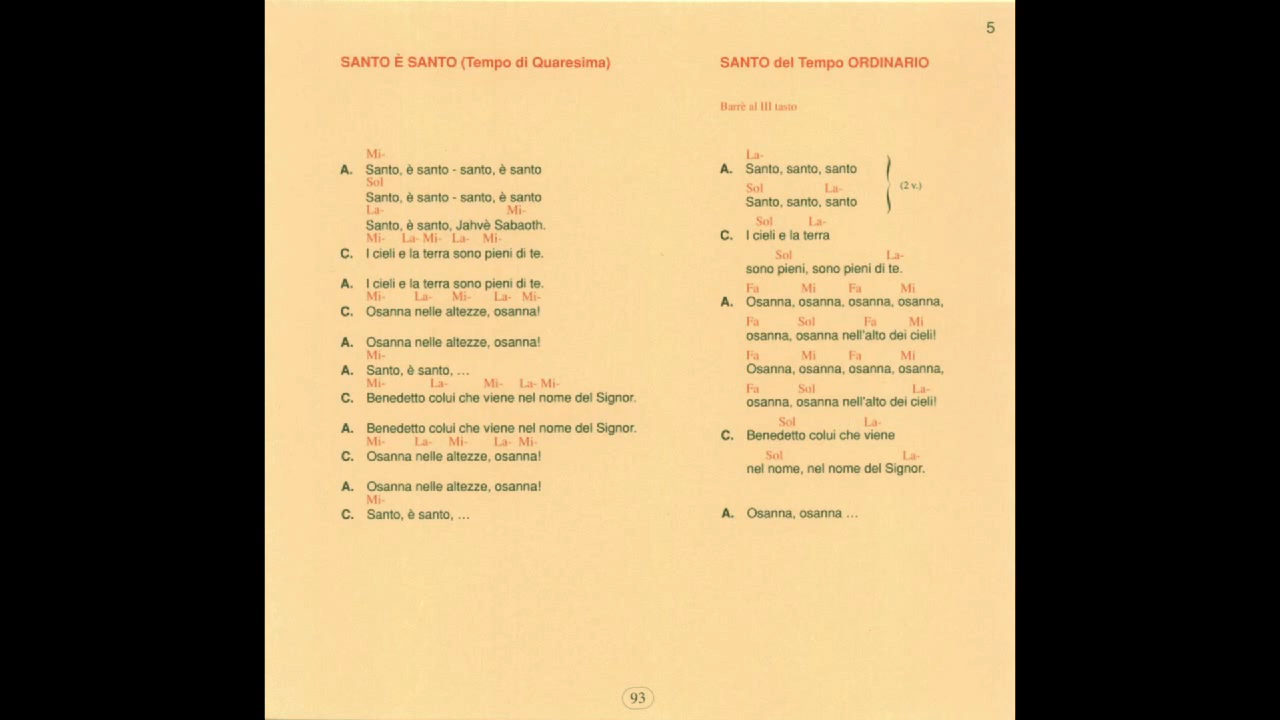 5
SANTO È SANTO (Tempo di Quaresima)
Mi-
A. Santo, è santo - santo, è santo
Sol
Santo, è santo - santo, è santo
La- Mi-
Santo, è santo, Jahvè Sabaoth.
Mi- La- Mi- La- Mi-
C. I cieli e la terra sono pieni di te.
A. I cieli e la terra sono pieni di te.
Mi- La- Mi- La- Mi-
C. Osanna nelle altezze, osanna!
A. Osanna nelle altezze, osanna!
Mi-
A. Santo, è santo, ...
Mi- La- Mi- La- Mi-
C. Benedetto colui che viene nel nome del Signor.
A. Benedetto colui che viene nel nome del Signor.
Mi- La- Mi- La- Mi-
C. Osanna nelle altezze, osanna!
A. Osanna nelle altezze, osanna!
Mi-
C. Santo, è santo, ...
SANTO del Tempo ORDINARIO
Barrè al III tasto
La-
A. Santo, santo, santo
(2 v.)
Sol La-
Santo, santo, santo
Sol La-
C. I cieli e la terra
Sol La-
sono pieni, sono pieni di te.
Fa Mi Fa Mi
A. Osanna, osanna, osanna, osanna,
Fa Sol Fa Mi
osanna, osanna nell'alto dei cieli!
Fa Mi Fa Mi
Osanna, osanna, osanna, osanna,
Fa Sol La-
osanna, osanna nell'alto dei cieli!
Sol La-
C. Benedetto colui che viene
Sol La-
nel nome, nel nome del Signor.
A. Osanna, osanna ...
93